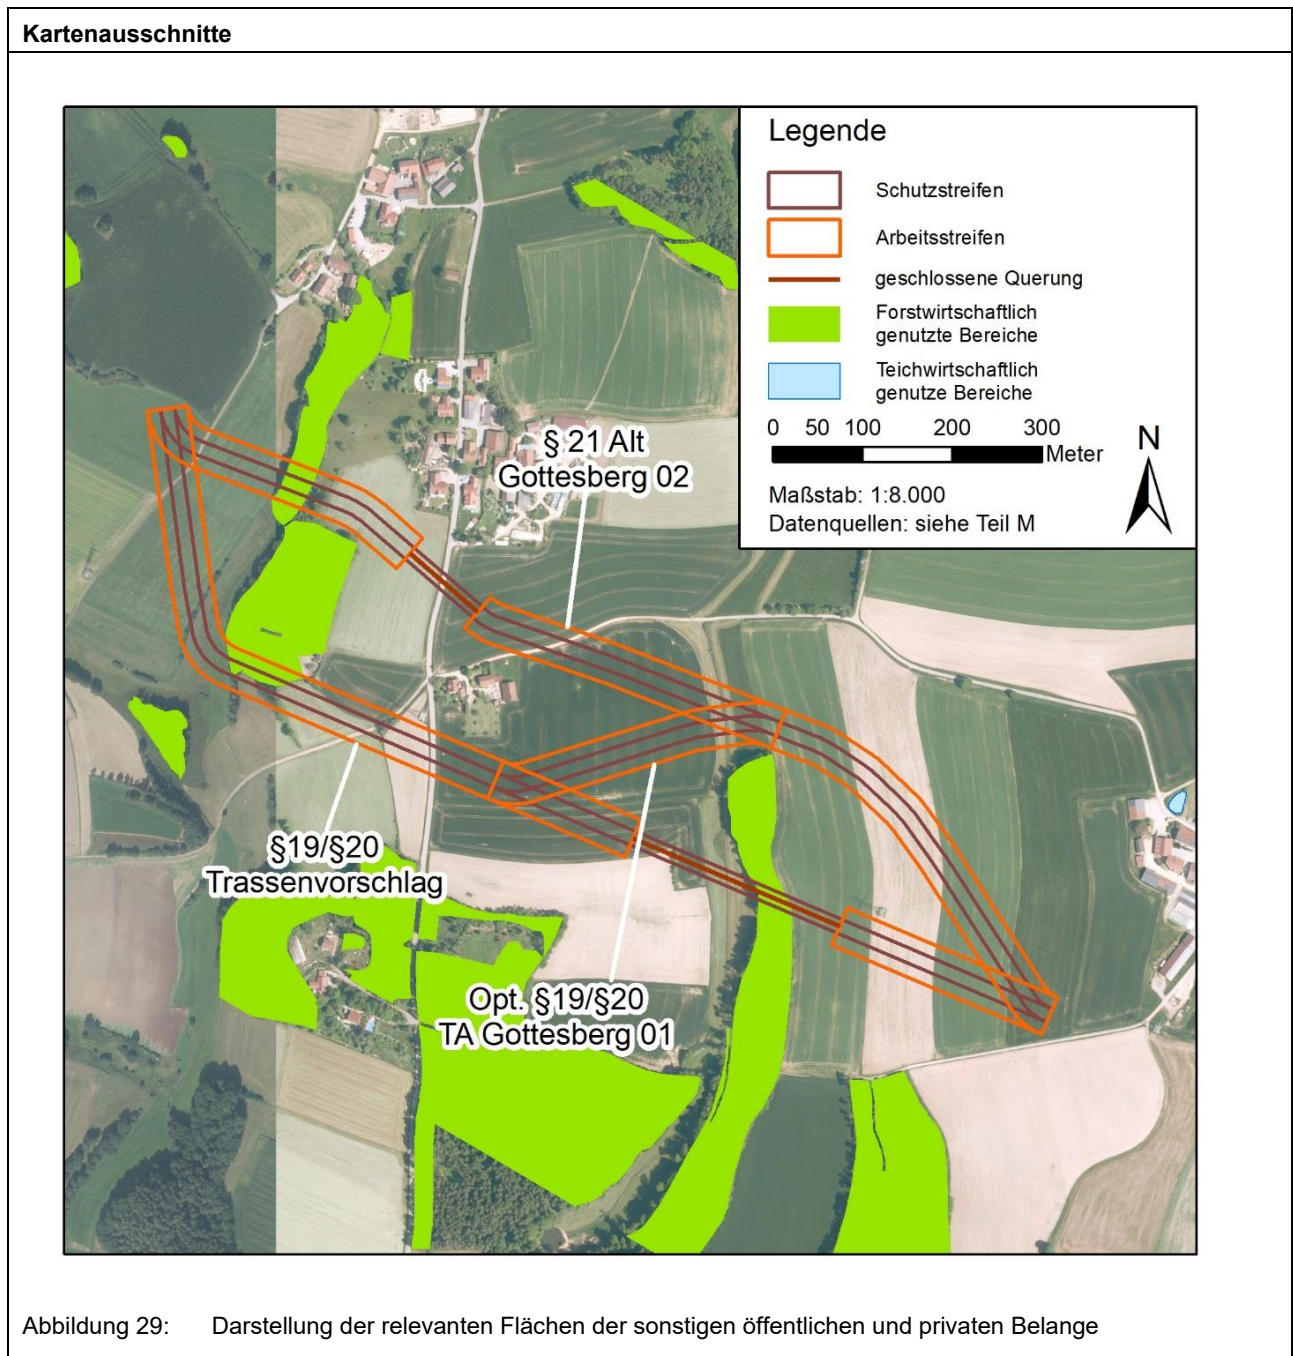 Kartenausschnitte
Legende
Schutzstreifen
Arbeitsstreifen
geschlossene Querung
Forstwirtschaftlich
genutzte Bereiche
Teichwirtschaftlich
genutze Bereiche
0 50 100 200 300
Meter
N
Maßstab: 1:8.000
Datenquellen: siehe Teil M
§ 21 Alt
Gottesberg 02
§19/§20
Trassenvorschlag
Opt. §19/§20
TA Gottesberg 01
Abbildung 29: Darstellung der relevanten Flächen der sonstigen öffentlichen und privaten Belange